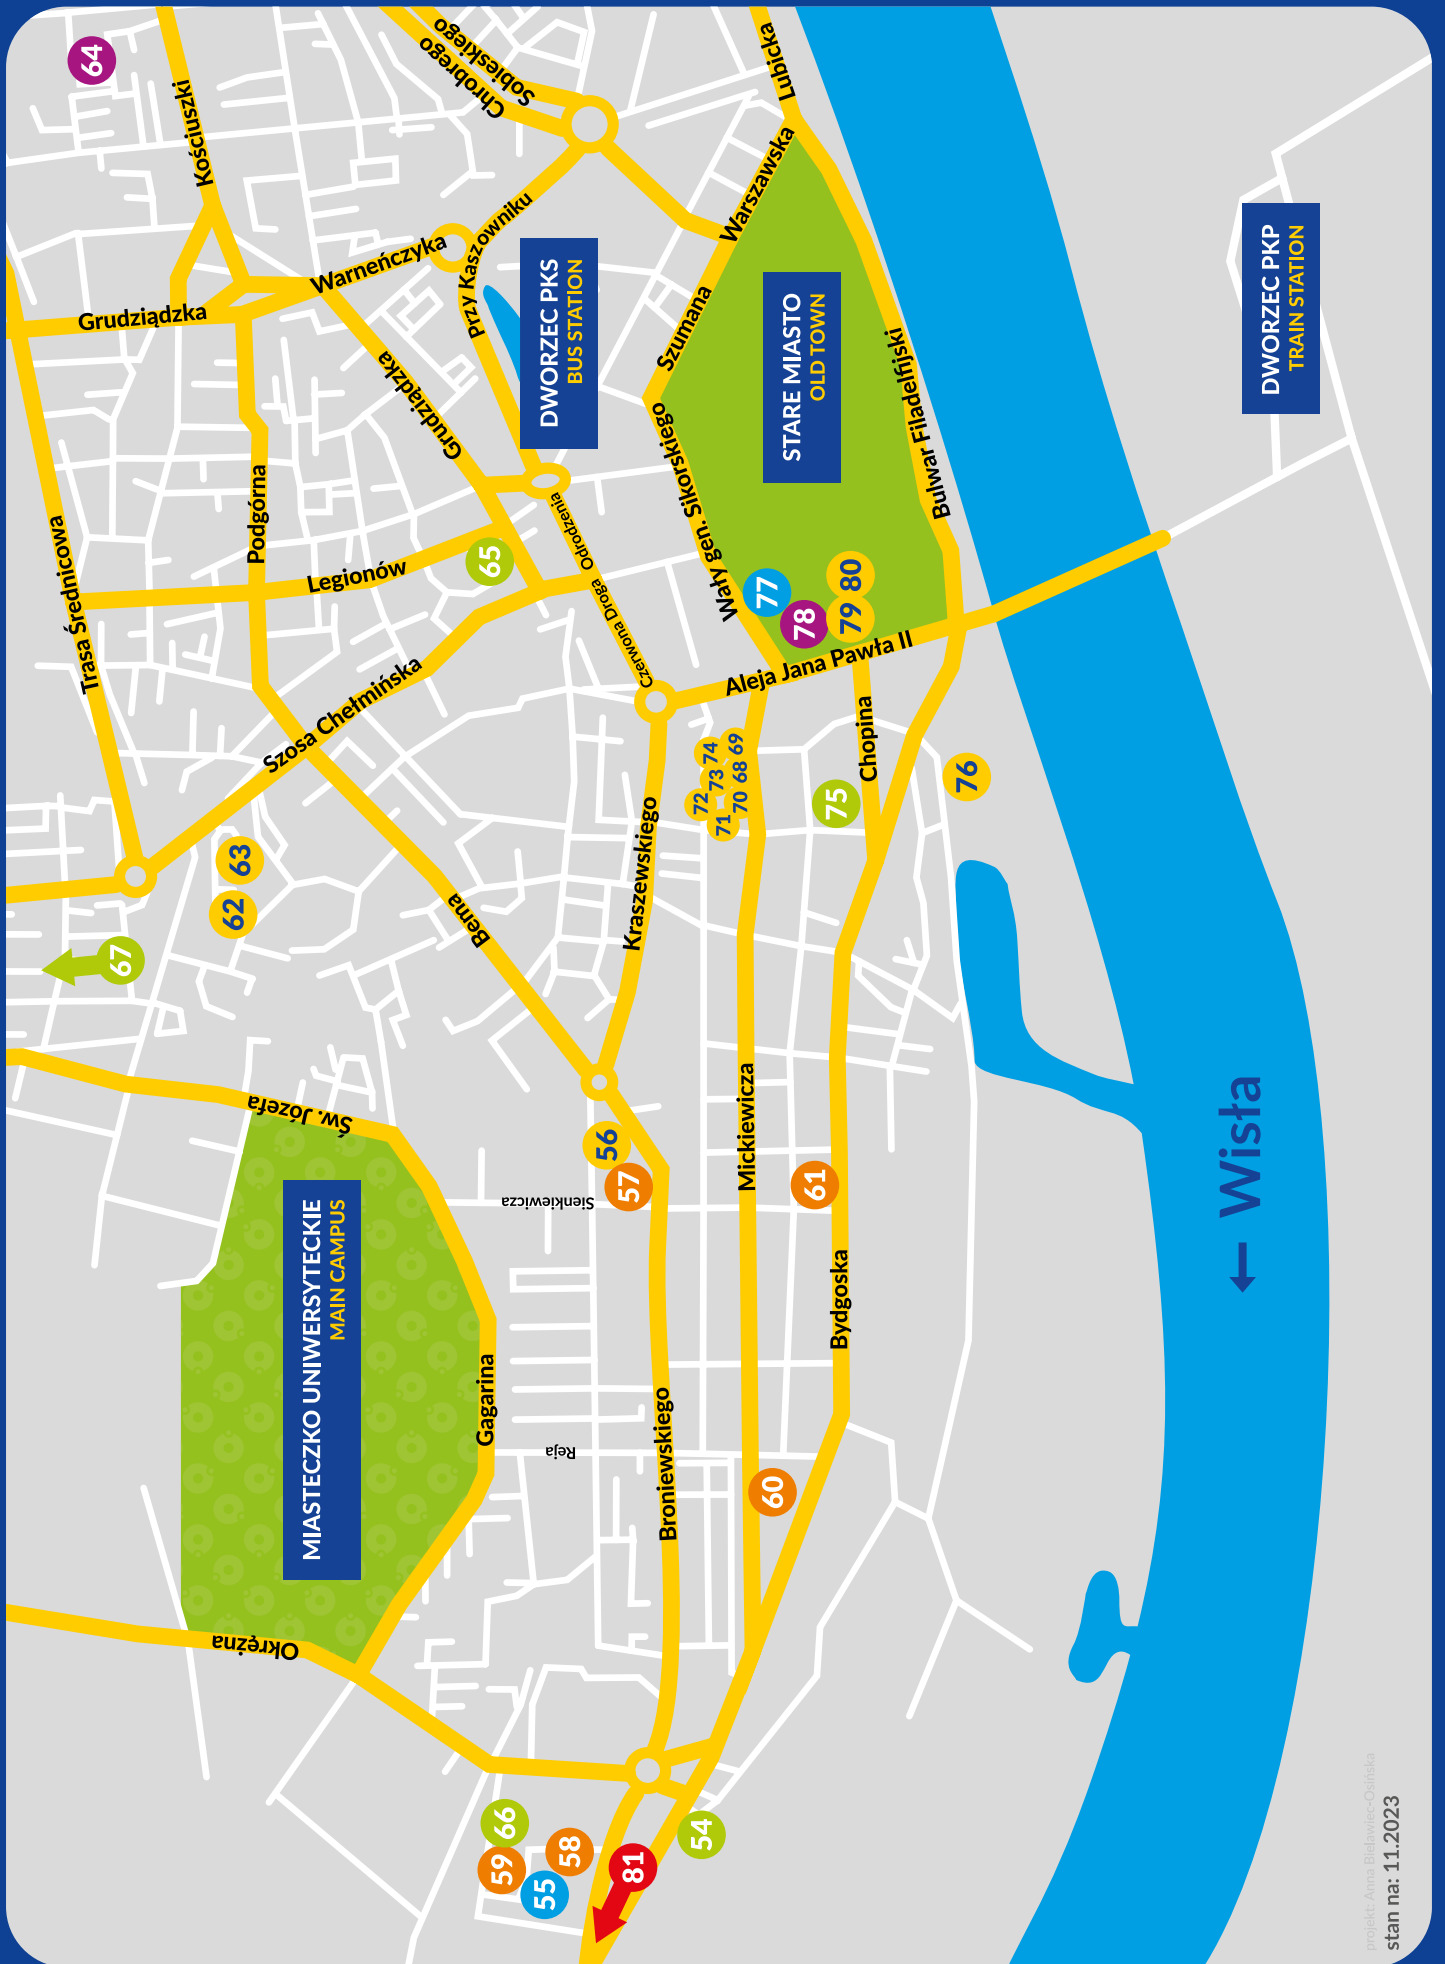 64
Kościuszki
Chrobrego
Sobieskiego
Lubicka
Warszawska
Warneńczyka
Przy Kaszowniku
Grudziądzka
DWORZEC PKS
BUS STATION
Szumana
STARE MIASTO
OLD TOWN
DWORZEC PKP
TRAIN STATION
Grudziądzka
Bulwar Filadelfijski
Wały gen. Sikorskiego
Podgórna
Trasa Średnicowa
Legionów
65
Czerwona Droga
Odrodzenia
77
78
79
80
Aleja Jana Pawła II
Szosa Chełmińska
Chopina
74
69
73
68
72
70
71
75
76
63
62
67
Bema
Kraszewskiego
Św. Józefa
Mickiewicza
56
57
61
Sienkiewicza
Wisła
MIASTECZKO UNIWERSYTECKIE
MAIN CAMPUS
Bydgoska
Gagarina
Reja
Broniewskiego
60
Okrężna
66
59
58
55
81
54
projekt: Anna Bielawiec-Osińska
stan na: 11.2023